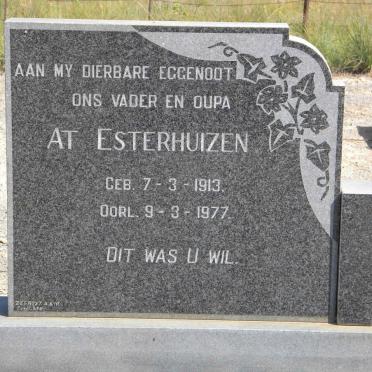 AAN MY DIERBARE EGGENOOT
ONS VADER EN OUPA
AT ESTERHUIZEN
GEB. 7-3-1913.
OORL. 9-3-1977.
DIT WAS U WIL.